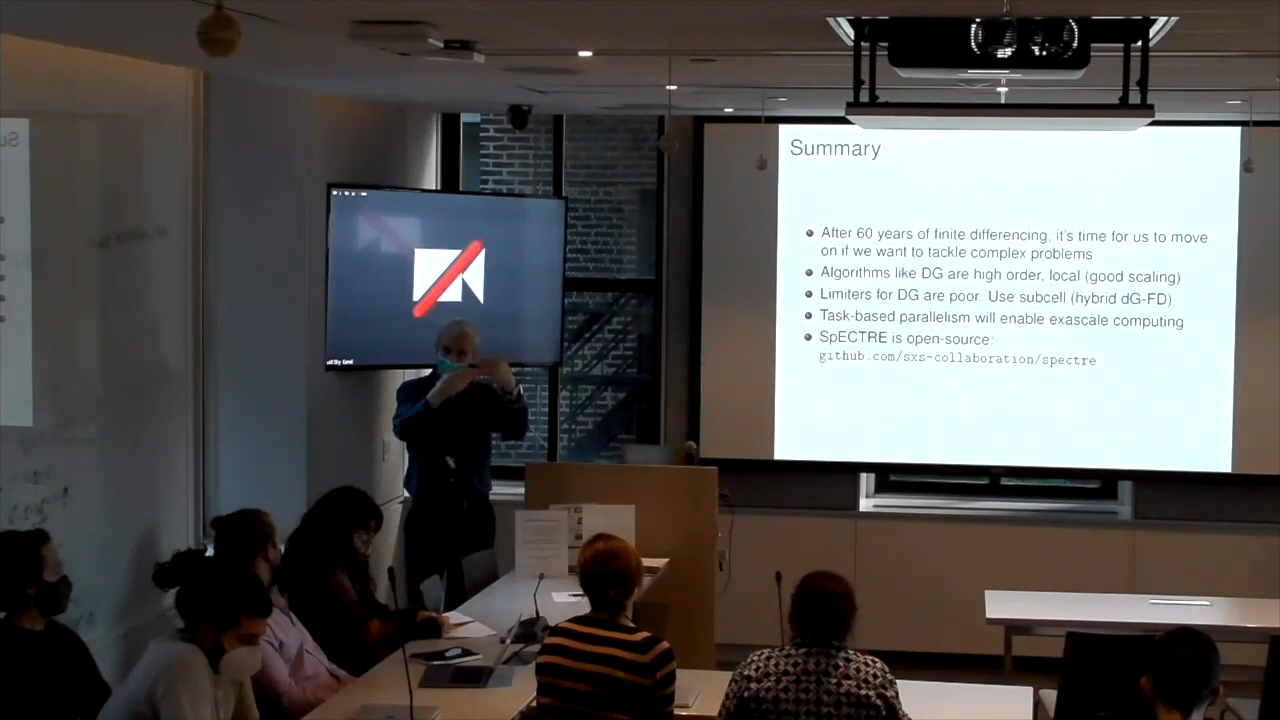 Summary
After 60 years of finite differencing, it's time for us to move
on if we want to tackle complex problems
Algorithms like DG are high order, local (good scaling)
Limiters for DG are poor. Use subcell (hybrid dG-FD)
Task-based parallelism will enable exascale computing
SpECTRE is open-source:
github.com/sxs-collaboration/spectre